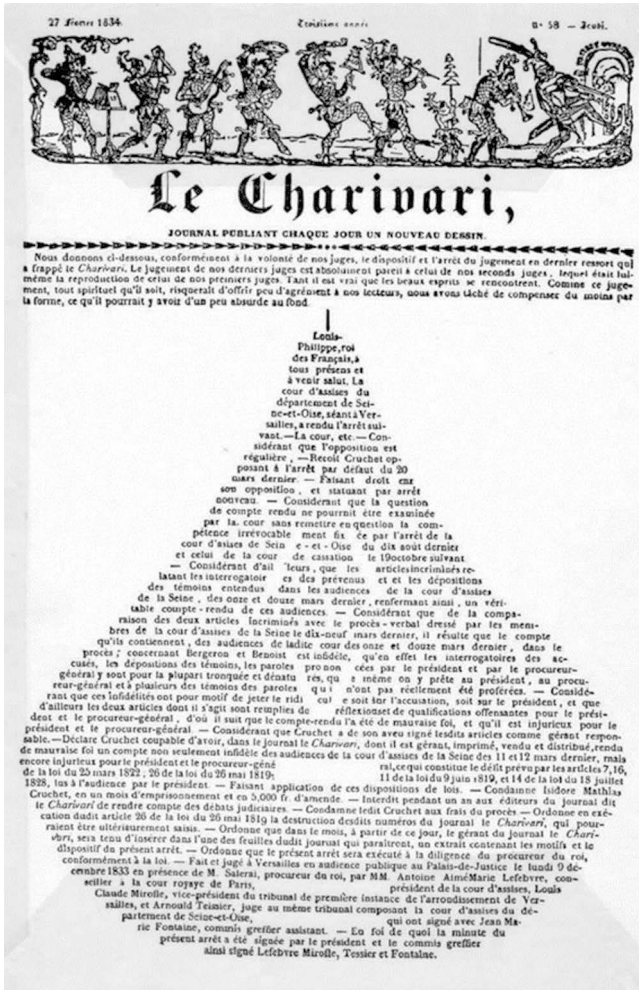 27 Février 1834.
Troisième année
N° 58 — Jeudi.
Le Charivari,
JOURNAL PUBLIANT CHAQUE JOUR UN NOUVEAU DESSIN.
Nous donnons ci-dessous, conformément à la volonté de nos juges, le dispositif et l'arrêt du jugement en dernier ressort qui
a frappé le Charivari. Le jugement de nos derniers juges est absolument pareil à celui de nos seconds juges, lequel était lui-
même la reproduction de celui de nos premiers juges. Tant il est vrai que les beaux esprits se rencontrent. Comme ce juge-
ment, tout spirituel qu'il soit, risquerait d'offrir peu d'agrément à nos lecteurs, nous avons tâché de compenser du moins par
la forme, ce qu'il pourrait y avoir d'un peu absurde au fond.
Louis-
Philippe, roi
des Français, à
tous présens et
à venir salut. La
cour d'assises du
département de Sei-
ne-et-Oise, séant à Ver-
sailles, a rendu l'arrêt sui-
vant. — La cour, etc. — Con-
sidérant que l'opposition est
régulière, — Reçoit Cruchet op-
posant à l'arrêt par défaut du 20
mars dernier. — Faisant droit sur
son opposition, et statuant par arrêt
nouveau. — Considérant que la question
de compte rendu ne pourrait être examinée
par la cour sans remettre en question la com-
pétence irrévocable ment fix ée par l'arrêt de la
cour d'asises de Sein e-et-Oise du dix août dernier
et celui de la cour de cassation le 19 octobre suivant.
— Considérant d'ail leurs, que les articles incriminés re-
latant les interrogatoir es des prévenus et et les dépositions
des témoins entendus dans les audiences de la cour d'assises
de la Seine, des onze et douze mars dernier, renfermant ainsi, un véri-
table compte-rendu de ces audiences. — Considérant que de la compa-
raison des deux articles incriminés avec le procès-verbal dressé par les mem-
bres de la cour d'assises de la Seine le dix-neuf mars dernier, il résulte que le compte
qu'ils contiennent, des audiences de ladite cour des onze et douze mars dernier, dans le
procès; concernant Bergeron et Benoist est infidèle, qu'en effet les interrogatoires des ac-
cusés, les dépositions des témoins, les paroles pro non cées par le président et par le procureur-
général y sont pour la plupart tronquée et dénatu rés, qu e même on y prête au président, au procu-
reur-général et à plusieurs des témoins des paroles qu i n'ont pas réellement été proférées. — Considé-
rant que ces infidélités ont pour motif de jeter le ridi cul e soit sur l'accusation, soit sur le président, et que
d'ailleurs les deux articles dont il s'agit sont remplies de réflexions et de qualifications offensantes pour le prési-
dent et le procureur-général, d'où il suit que le compte-rendu l'a été de mauvaise foi, et qu'il est injurieux pour le
président et le procureur-général. — Considérant que Cruchet a de son aveu signé lesdits articles comme gérant respon-
sable. — Déclare Cruchet coupable d'avoir, dans le journal le Charivari, dont il est gérant, imprimé, vendu et distribué, rendu
de mauvaise foi un compte non seulement infidèle des audiences de la cour d'assises de la Seine des 11 et 12 mars dernier, mais
encore injurieux pour le président et le procureur-géné ral, ce qui constitue le délit prévu par les articles 7, 16,
de la loi du 25 mars 1822, 26 de la loi du 26 mai 1819; 11 de la loi du 9 juin 1819, et 14 de la loi du 18 juillet
1828, lus à l'audience par le président. — Faisant application de ces dispositions de lois. — Condamne Isidore Mathias
Cruchet, en un mois d'emprisonnement et en 5,000 fr. d'amende. — Interdit pendant un an aux éditeurs du journal dit
le Charivari de rendre compte des débats judiciaires. — Condamne ledit Cruchet aux frais du procès — Ordonne en exé-
cution dudit article 26 de la loi du 26 mai 1819 la destruction desdits numéros du journal le Charivari, qui pour-
raient être ultérieurement saisis. — Ordonne que dans le mois, à partir de ce jour, le gérant du journal le Chari-
vari, sera tenu d'insérer dans l'une des feuilles dudit journal qui paraîtront, un extrait contenant les motifs et le
dispositif du présent arrêt. — Ordonne que le présent arrêt sera exécuté à la diligence du procureur du roi,
conformément à la loi. — Fait et jugé à Versailles en audience publique au Palais-de-Justice le lundi 9 dé-
cembre 1833 en présence de M. Salerai, procureur du roi, par MM. Antoine Aimé Marie Lefebvre, con-
seiller à la cour royaye de Paris, président de la cour d'assises, Louis
Claude Mirofle, vice-président du tribunal de première instance de l'arrondissement de Ver-
sailles, et Arnould Teissier, juge au même tribunal composant la cour d'assises du dé-
partement de Seine-et-Oise, qui ont signé avec Jean Ma-
rie Fontaine, commis greffier assistant. — En foi de quoi la minute du
présent arrêt a été signée par le président et le commis greffier
ainsi signé Lefebvre Mirofle, Tessier et Fontaine.